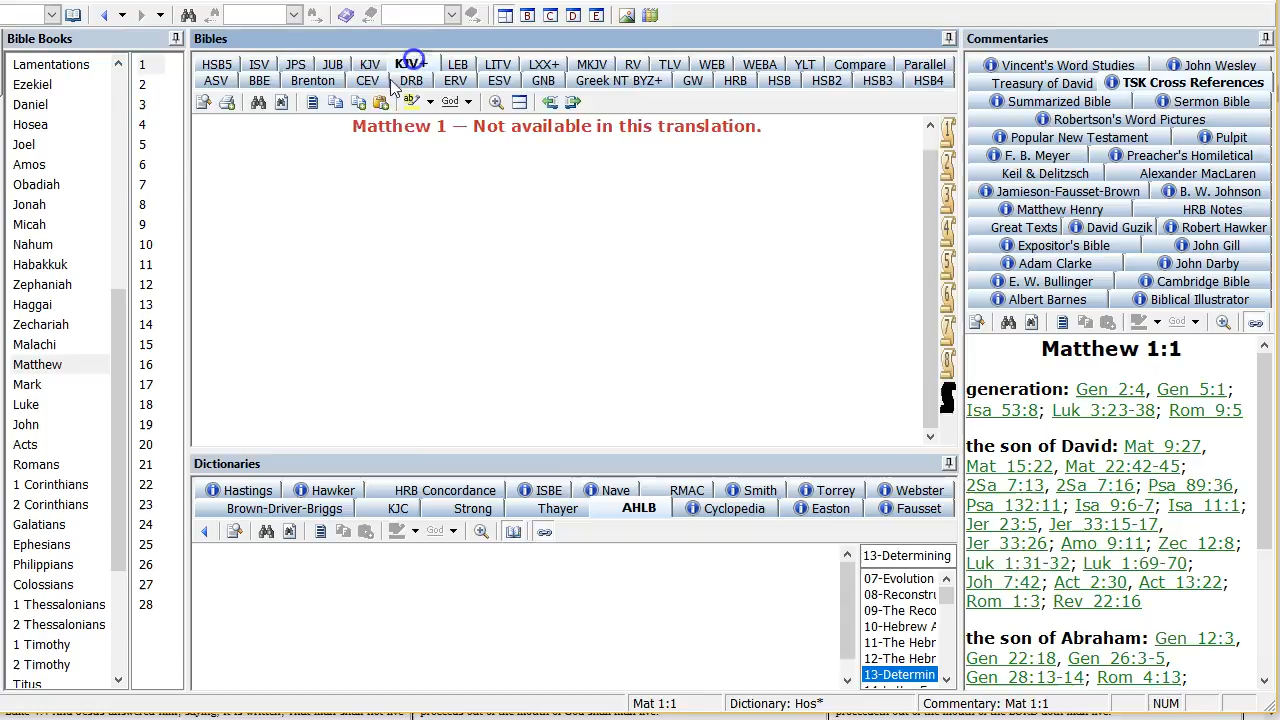 Bible Books
Lamentations
Ezekiel
Daniel
Hosea
Joel
Amos
Obadiah
Jonah
Micah
Nahum
Habakkuk
Zephaniah
Haggai
Zechariah
Malachi
Matthew
Mark
Luke
John
Acts
Romans
1 Corinthians
2 Corinthians
Galatians
Ephesians
Philippians
Colossians
1 Thessalonians
2 Thessalonians
1 Timothy
2 Timothy
Titus
1
2
3
4
5
6
7
8
9
10
11
12
13
14
15
16
17
18
19
20
21
22
23
24
25
26
27
28
B C D E
Bibles
HSB5 ISV JPS JUB KJV KJV+ LEB LITV LXX+ MKJV RV TLV WEB WEBA YLT Compare Parallel
ASV BBE Brenton CEV DRB ERV ESV GNB Greek NT BYZ+ GW HRB HSB HSB2 HSB3 HSB4
ab God
Matthew 1 — Not available in this translation.
1
2
3
4
5
6
7
8
Dictionaries
Hastings Hawker HRB Concordance ISBE Nave RMAC Smith Torrey Webster
Brown-Driver-Briggs KJC Strong Thayer AHLB Cyclopedia Easton Fausset
God
13-Determining
07-Evolution
08-Reconstru
09-The Reco
10-Hebrew A
11-The Hebr
12-The Hebr
13-Determin
Commentaries
Vincent's Word Studies John Wesley
Treasury of David TSK Cross References
Summarized Bible Sermon Bible
Robertson's Word Pictures
Popular New Testament Pulpit
F. B. Meyer Preacher's Homiletical
Keil & Delitzsch Alexander MacLaren
Jamieson-Fausset-Brown B. W. Johnson
Matthew Henry HRB Notes
Great Texts David Guzik Robert Hawker
Expositor's Bible John Gill
Adam Clarke John Darby
E. W. Bullinger Cambridge Bible
Albert Barnes Biblical Illustrator
God
Matthew 1:1
generation: Gen 2:4, Gen 5:1;
Isa 53:8; Luk 3:23-38; Rom 9:5
the son of David: Mat 9:27,
Mat 15:22, Mat 22:42-45;
2Sa 7:13, 2Sa 7:16; Psa 89:36,
Psa 132:11; Isa 9:6-7; Isa 11:1;
Jer 23:5, Jer 33:15-17,
Jer 33:26; Amo 9:11; Zec 12:8;
Luk 1:31-32; Luk 1:69-70;
Joh 7:42; Act 2:30, Act 13:22;
Rom 1:3; Rev 22:16
the son of Abraham: Gen 12:3,
Gen 22:18, Gen 26:3-5,
Gen 28:13-14; Rom 4:13;
Mat 1:1 Dictionary: Hos* Commentary: Mat 1:1 NUM